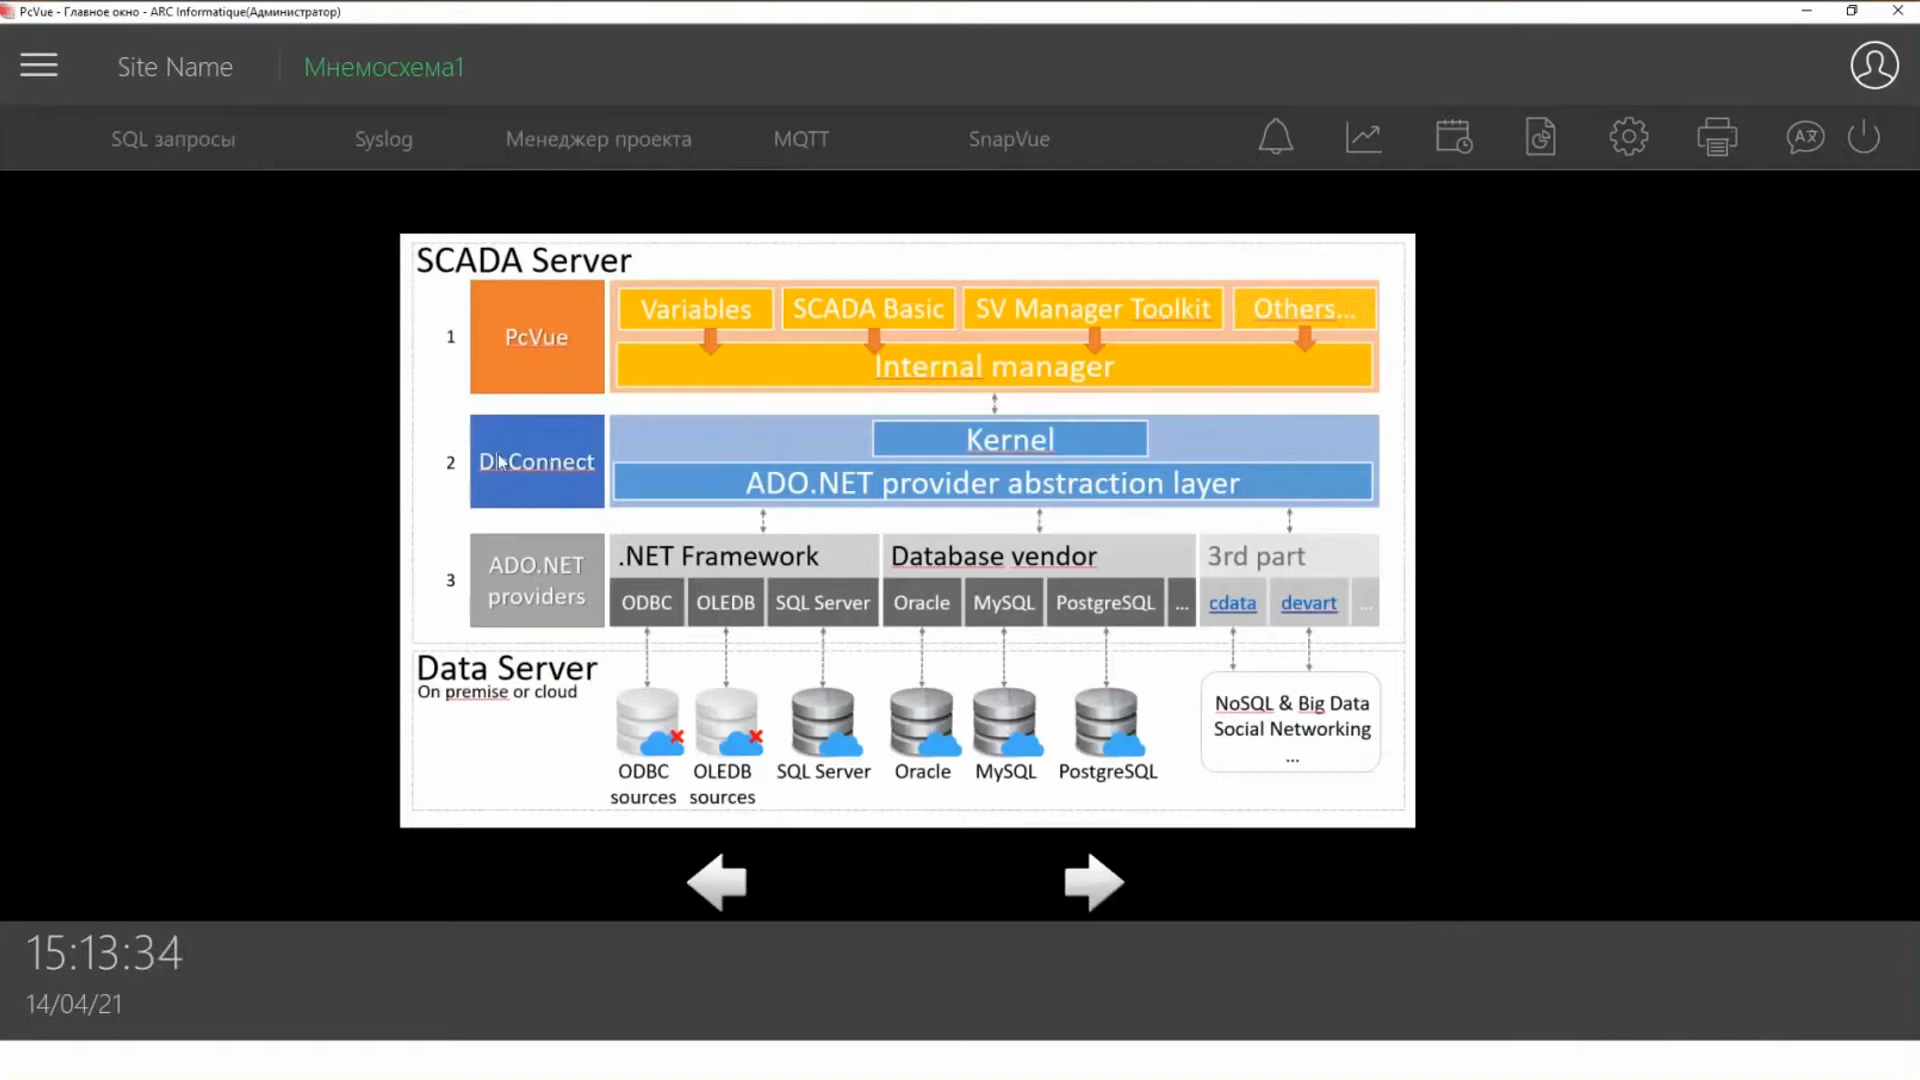 PcVue - Главное окно - ARC Informatique(Администратор)
Site Name
Мнемосхема1
SQL запросы
Syslog
Менеджер проекта
MQTT
SnapVue
SCADA Server
1
PcVue
Variables
SCADA Basic
SV Manager Toolkit
Others...
Internal manager
2
Kernel
ADO.NET provider abstraction layer
3
ADO.NET
providers
.NET Framework
Database vendor
3rd part
ODBC
OLEDB
SQL Server
Oracle
MySQL
PostgreSQL
...
cdata
devart
...
Data Server
On premise or cloud
ODBC
sources
OLEDB
sources
SQL Server
Oracle
MySQL
PostgreSQL
NoSQL & Big Data
Social Networking
...
15:13:34
14/04/21